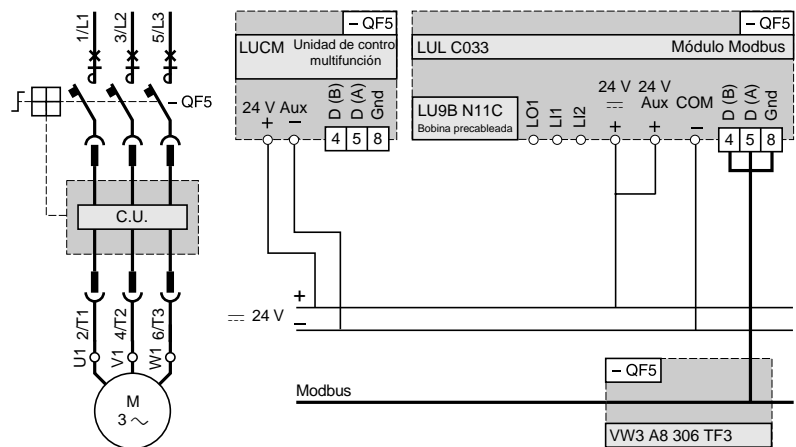 1/L1 3/L2 5/L3
– QF5
C.U.
2/T1 4/T2 6/T3
U1 V1 W1
M
3 ~
– QF5
LUCM Unidad de control
multifunción
24 V Aux
+ –
D (B) D (A) Gnd
4 5 8
– QF5
LUL C033 Módulo Modbus
LU9B N11C
Bobina precableada
LO1 LI1 LI2
24 V 24 V
Aux COM
+ + –
D (B) D (A) Gnd
4 5 8
+
24 V
–
Modbus
– QF5
VW3 A8 306 TF3